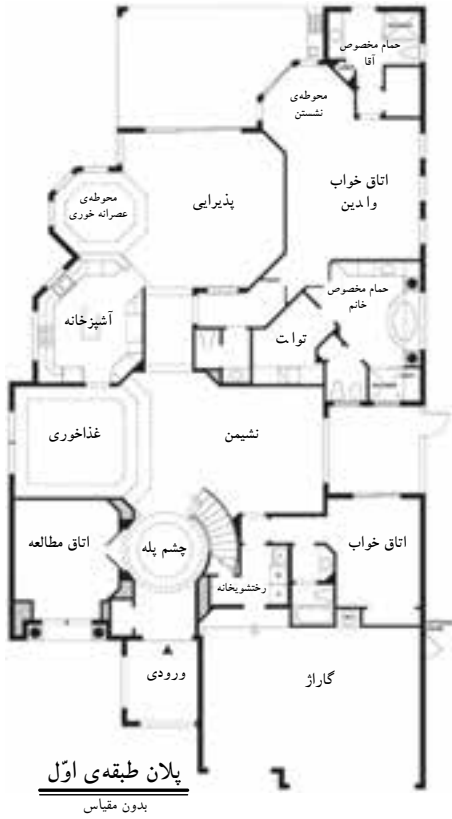 حمام مخصوص
آقا
محوطه‌ی
نشستن
اتاق خواب
والدین
پذیرایی
محوطه‌ی
عصرانه خوری
حمام مخصوص
خانم
آشپزخانه
توالت
نشیمن
غذاخوری
اتاق مطالعه
چشم پله
اتاق خواب
رختشویخانه
ورودی
گاراژ
پلان طبقه‌ی اوّل
بدون مقیاس